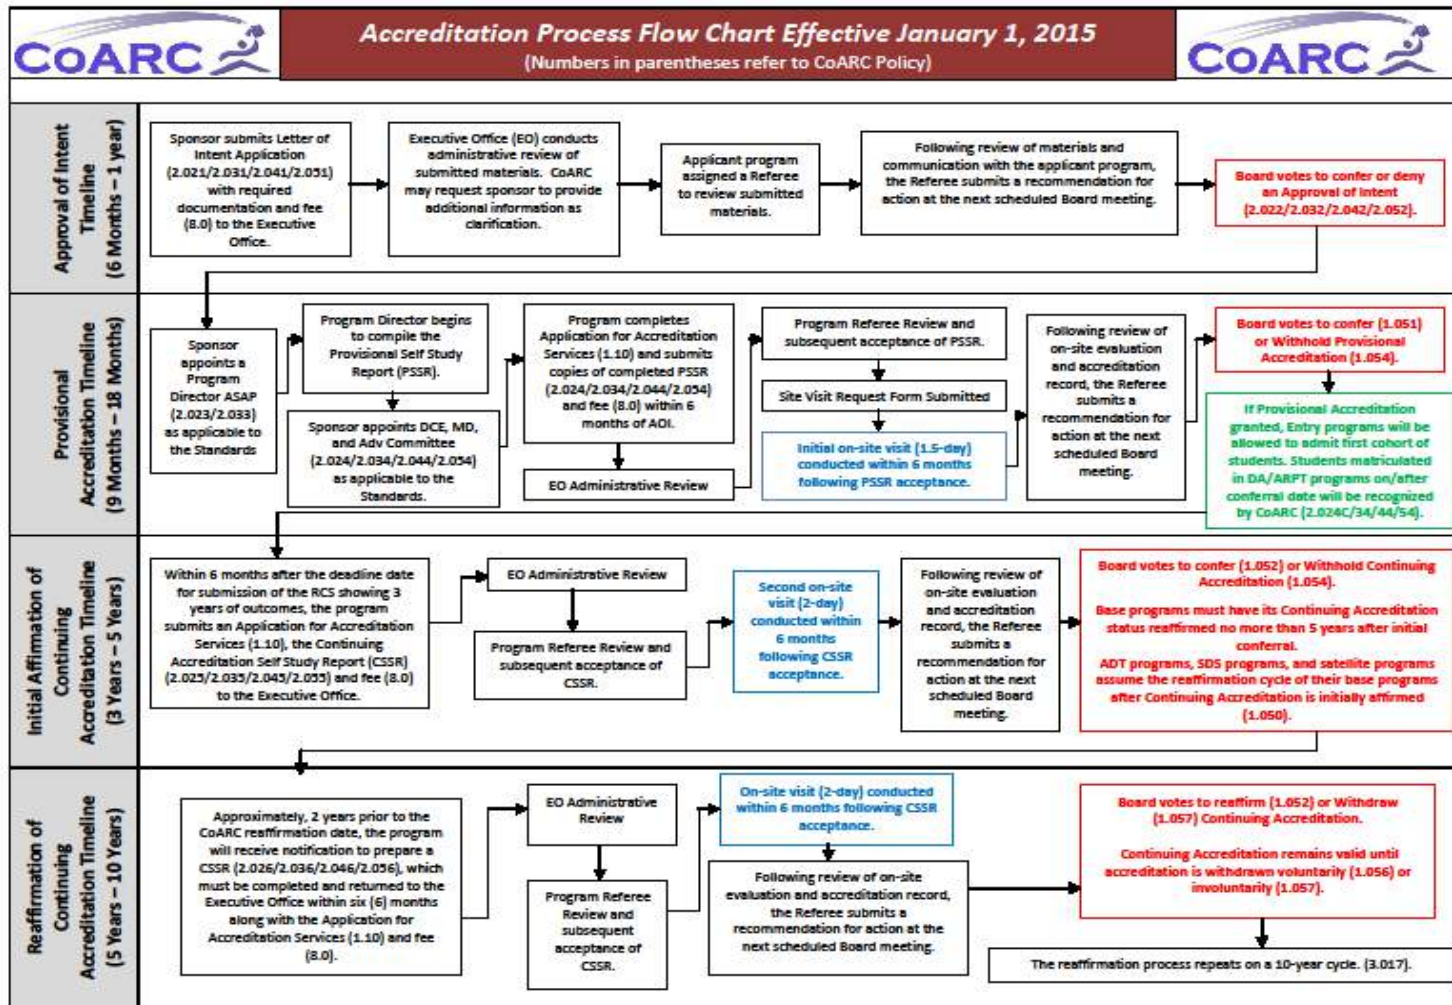 CoARC
Accreditation Process Flow Chart Effective January 1, 2015
(Numbers in parentheses refer to CoARC Policy)
CoARC
Approval of Intent
Timeline
(6 Months – 1 year)
Sponsor submits Letter of
Intent Application
(2.021/2.031/2.041/2.051)
with required
documentation and fee
(8.0) to the Executive
Office.
Executive Office (EO) conducts
administrative review of
submitted materials. CoARC
may request sponsor to provide
additional information as
clarification.
Applicant program
assigned a Referee
to review submitted
materials.
Following review of materials and
communication with the applicant program,
the Referee submits a recommendation for
action at the next scheduled Board meeting.
Board votes to confer or deny
an Approval of Intent
(2.022/2.032/2.042/2.052).
Provisional
Accreditation Timeline
(9 Months – 18 Months)
Sponsor
appoints a
Program
Director ASAP
(2.023/2.033)
as applicable to
the Standards
Program Director begins
to compile the
Provisional Self Study
Report (PSSR).
Sponsor appoints DCE, MD,
and Adv Committee
(2.024/2.034/2.044/2.054)
as applicable to the
Standards.
Program completes
Application for Accreditation
Services (1.10) and submits
copies of completed PSSR
(2.024/2.034/2.044/2.054)
and fee (8.0) within 6
months of AOI.
EO Administrative Review
Program Referee Review and
subsequent acceptance of PSSR.
Site Visit Request Form Submitted
Initial on-site visit (1.5-day)
conducted within 6 months
following PSSR acceptance.
Following review of
on-site evaluation
and accreditation
record, the Referee
submits a
recommendation for
action at the next
scheduled Board
meeting.
Board votes to confer (1.051)
or Withhold Provisional
Accreditation (1.054).
If Provisional Accreditation
granted, Entry programs will be
allowed to admit first cohort of
students. Students matriculated
in DA/ARPT programs on/after
conferral date will be recognized
by CoARC (2.024C/34/44/54).
Initial Affirmation of
Continuing
Accreditation Timeline
(3 Years – 5 Years)
Within 6 months after the deadline date
for submission of the RCS showing 3
years of outcomes, the program
submits an Application for Accreditation
Services (1.10), the Continuing
Accreditation Self Study Report (CSSR)
(2.025/2.035/2.045/2.055) and fee (8.0)
to the Executive Office.
EO Administrative Review
Program Referee Review and
subsequent acceptance of
CSSR.
Second on-site
visit (2-day)
conducted within
6 months
following CSSR
acceptance.
Following review of
on-site evaluation
and accreditation
record, the Referee
submits a
recommendation for
action at the next
scheduled Board
meeting.
Board votes to confer (1.052) or Withhold Continuing
Accreditation (1.054).
Base programs must have its Continuing Accreditation
status reaffirmed no more than 5 years after initial
conferral.
ADT programs, SDS programs, and satellite programs
assume the reaffirmation cycle of their base programs
after Continuing Accreditation is initially affirmed
(1.050).
Reaffirmation of
Continuing
Accreditation Timeline
(5 Years – 10 Years)
Approximately, 2 years prior to the
CoARC reaffirmation date, the program
will receive notification to prepare a
CSSR (2.026/2.036/2.046/2.056), which
must be completed and returned to the
Executive Office within six (6) months
along with the Application for
Accreditation Services (1.10) and fee
(8.0).
EO Administrative
Review
Program Referee
Review and
subsequent
acceptance of
CSSR.
On-site visit (2-day) conducted
within 6 months following CSSR
acceptance.
Following review of on-site
evaluation and accreditation record,
the Referee submits a
recommendation for action at the
next scheduled Board meeting.
Board votes to reaffirm (1.052) or Withdraw
(1.057) Continuing Accreditation.
Continuing Accreditation remains valid until
accreditation is withdrawn voluntarily (1.056) or
involuntarily (1.057).
The reaffirmation process repeats on a 10-year cycle. (3.017).